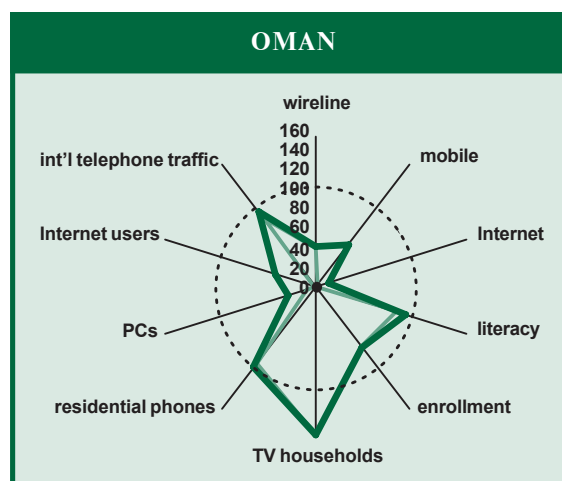 OMAN
wireline
160
140
120
100
80
60
40
20
0
mobile
Internet
literacy
enrollment
TV households
residential phones
PCs
Internet users
int'l telephone traffic